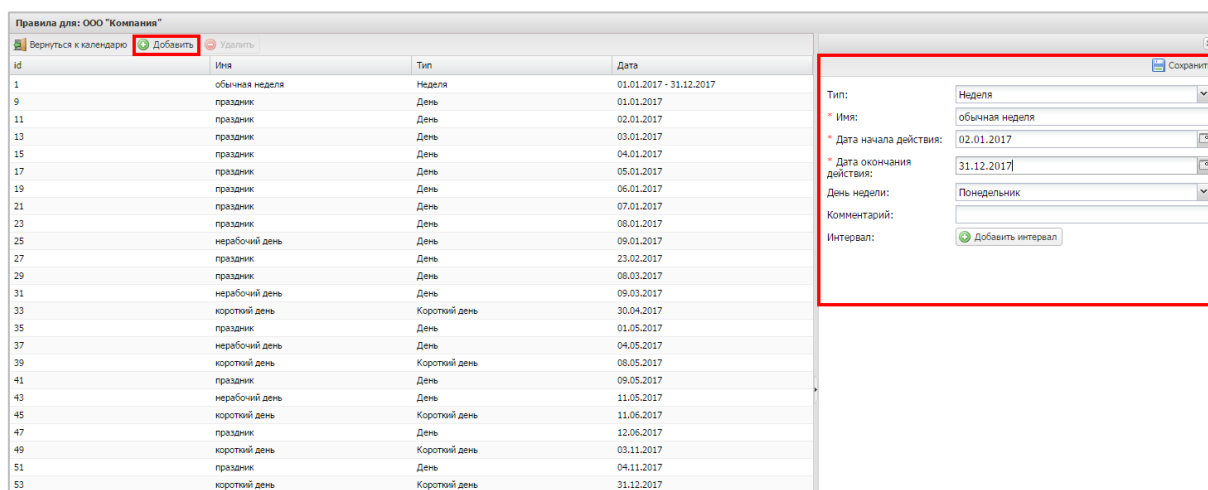 Правила для: ООО "Компания"
Вернуться к календарю Добавить Удалить
id Имя Тип Дата
1 обычная неделя Неделя 01.01.2017 - 31.12.2017
9 праздник День 01.01.2017
11 праздник День 02.01.2017
13 праздник День 03.01.2017
15 праздник День 04.01.2017
17 праздник День 05.01.2017
19 праздник День 06.01.2017
21 праздник День 07.01.2017
23 праздник День 08.01.2017
25 нерабочий день День 09.01.2017
27 праздник День 23.02.2017
29 праздник День 08.03.2017
31 нерабочий день День 09.03.2017
33 короткий день Короткий день 30.04.2017
35 праздник День 01.05.2017
37 нерабочий день День 04.05.2017
39 короткий день Короткий день 08.05.2017
41 праздник День 09.05.2017
43 нерабочий день День 11.05.2017
45 короткий день Короткий день 11.06.2017
47 праздник День 12.06.2017
49 короткий день Короткий день 03.11.2017
51 праздник День 04.11.2017
53 короткий день Короткий день 31.12.2017
Сохранит
Тип: Неделя
* Имя: обычная неделя
* Дата начала действия: 02.01.2017
* Дата окончания
действия: 31.12.2017
День недели: Понедельник
Комментарий:
Интервал: Добавить интервал